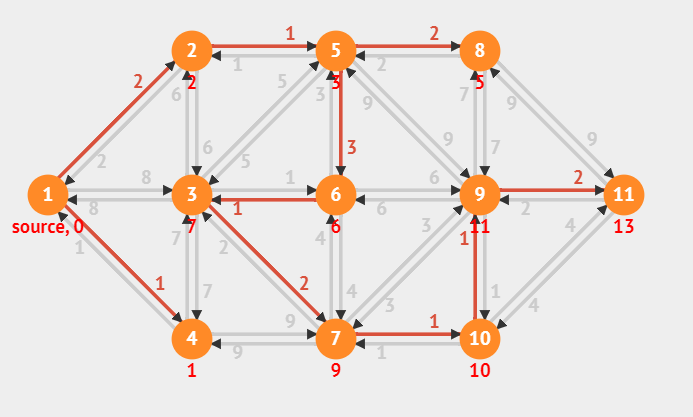 1 2
2 5 8
1 2
2 2 3 5
6 5 3 9 9 7 9 9
2 6 5 3 7
8 1 6 2
1 3 6 9 11
8 1 6 2
source, 0 7 6 11 13
1 1 7 2 4 3 1 4
7 2 4 3 1 4
9 1
4 7 10
9 1
1 9 10